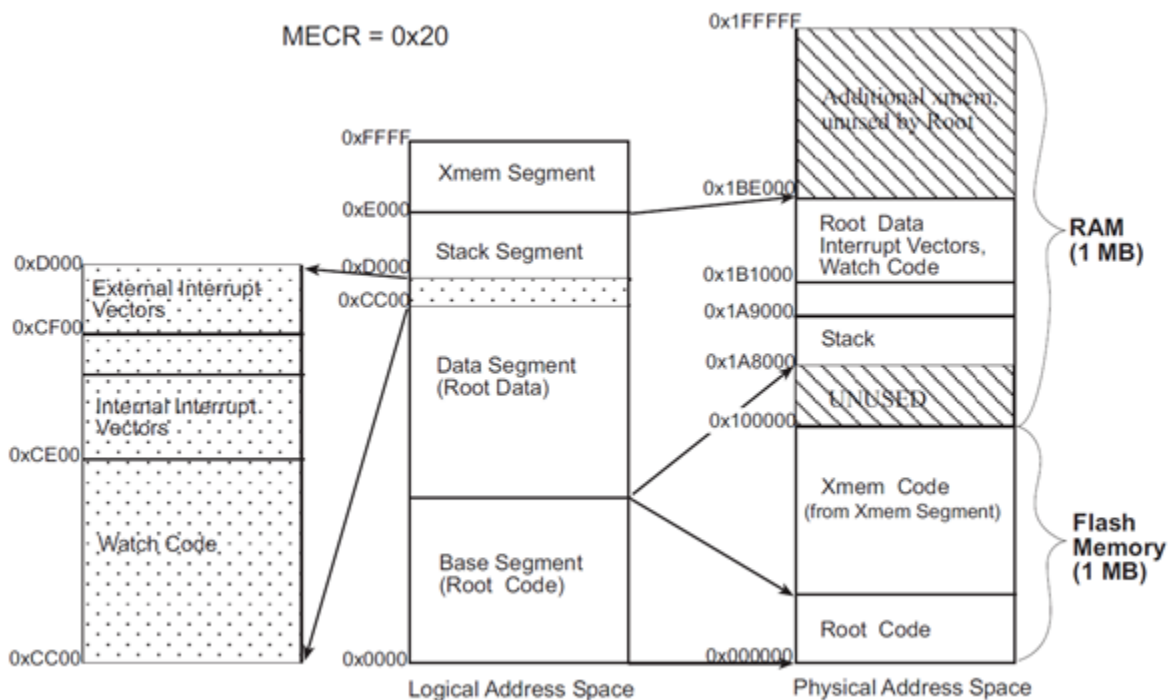 MECR = 0x20
0xD000
External Interrupt
Vectors
0xCF00
Internal Interrupt
Vectors
0xCE00
Watch Code
0xCC00
0xFFFF
Xmem Segment
0xE000
Stack Segment
0xD000
0xCC00
Data Segment
(Root Data)
Base Segment
(Root Code)
0x0000
Logical Address Space
0x1FFFFF
Additional xmem,
unused by Root
0x1BE000
Root Data
Interrupt Vectors,
Watch Code
0x1B1000
0x1A9000
Stack
0x1A8000
UNUSED
0x100000
Xmem Code
(from Xmem Segment)
Root Code
0x000000
Physical Address Space
RAM
(1 MB)
Flash
Memory
(1 MB)